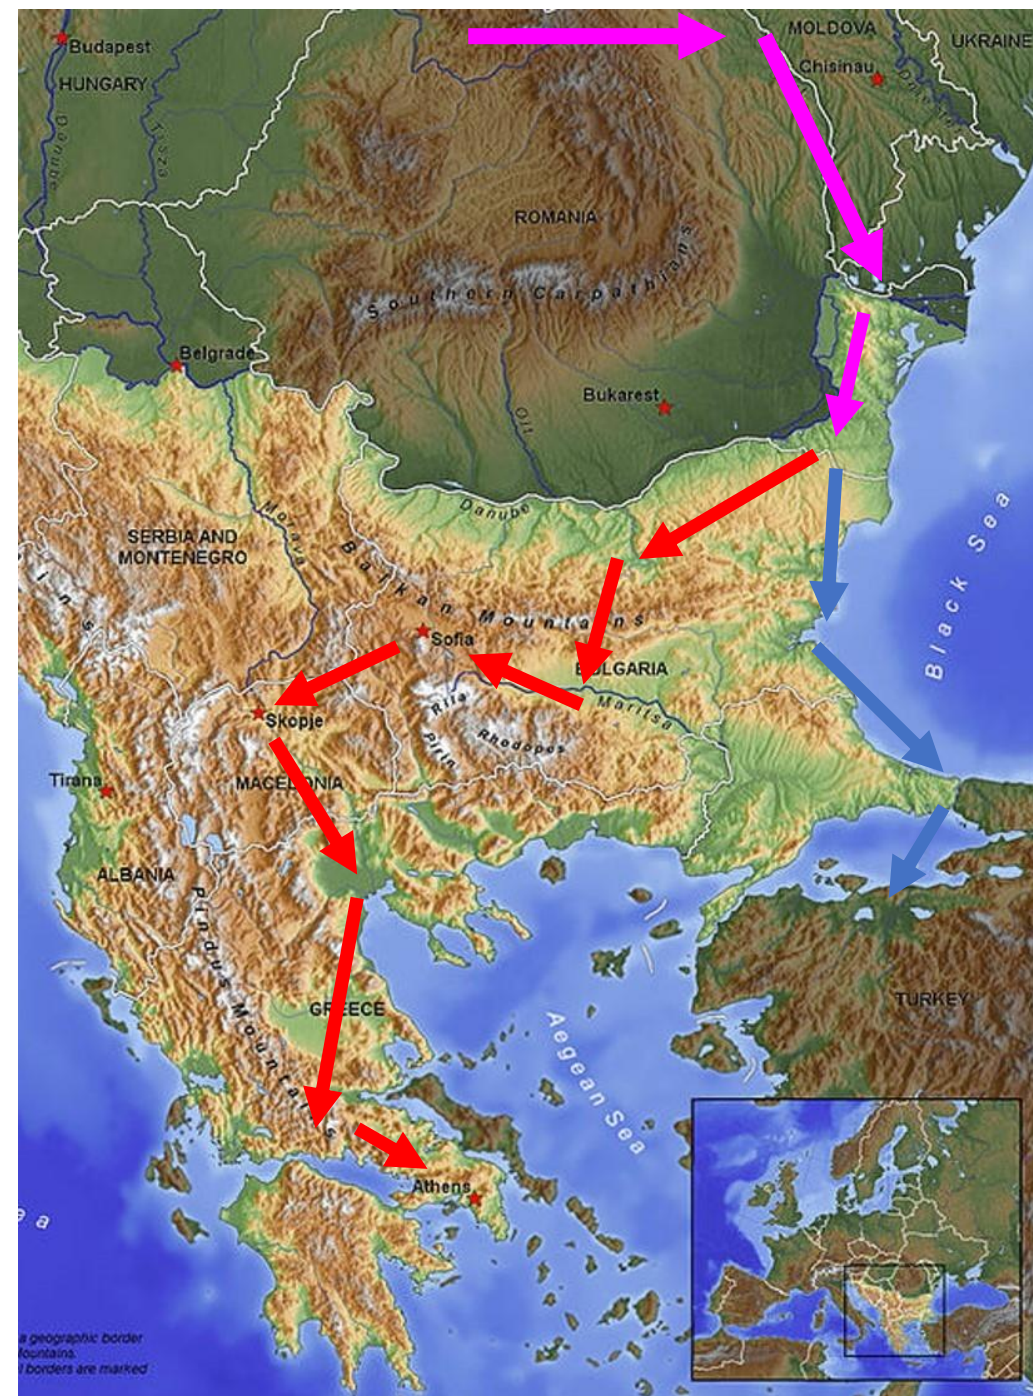 MOLDOVA
UKRAINE
Budapest
HUNGARY
Chisinau
Danube
Tisza
ROMANIA
Southern Carpathians
Belgrade
Bukarest
Olt
Danube
Morava
SERBIA AND
MONTENEGRO
Balkan Mountains
Black Sea
Sofia
BULGARIA
Rila
Maritsa
Skopje
Pirin
Rhodopes
Tirana
MACEDONIA
ALBANIA
Pindus Mountains
GREECE
TURKEY
Aegean Sea
Athens
a geographic border
Mountains.
l borders are marked